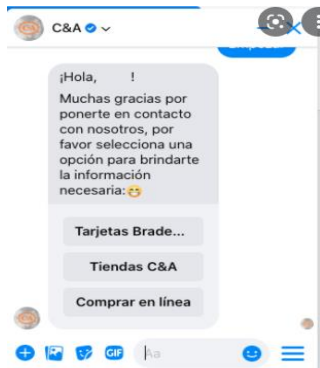 C&A
¡Hola, !
Muchas gracias por
ponerte en contacto
con nosotros, por
favor selecciona una
opción para brindarte
la información
necesaria:
Tarjetas Brade...
Tiendas C&A
Comprar en línea
GIF
Aa